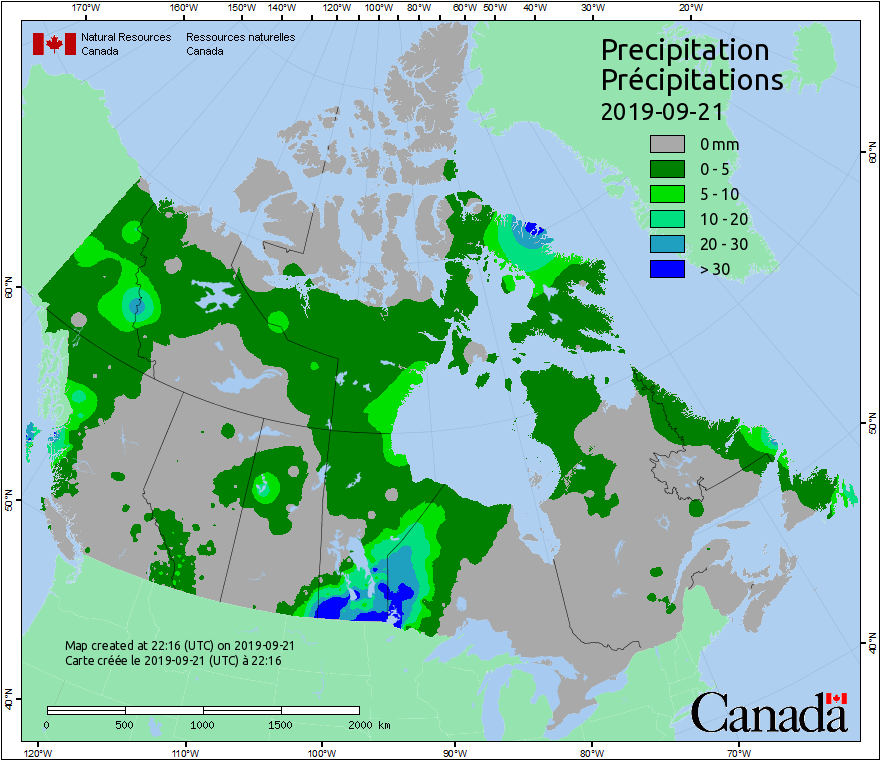 170°W 160°W 150°W 140°W 120°W 100°W 80°W 60°W 50°W 40°W 30°W 20°W
Natural Resources Ressources naturelles
Canada Canada
Precipitation
Précipitations
2019-09-21
0 mm
0 - 5
5 - 10
10 - 20
20 - 30
> 30
60°N
50°N
40°N
60°N
50°N
40°N
Map created at 22:16 (UTC) on 2019-09-21
Carte créée le 2019-09-21 (UTC) à 22:16
0 500 1000 1500 2000 km
Canada
120°W 110°W 100°W 90°W 80°W 70°W